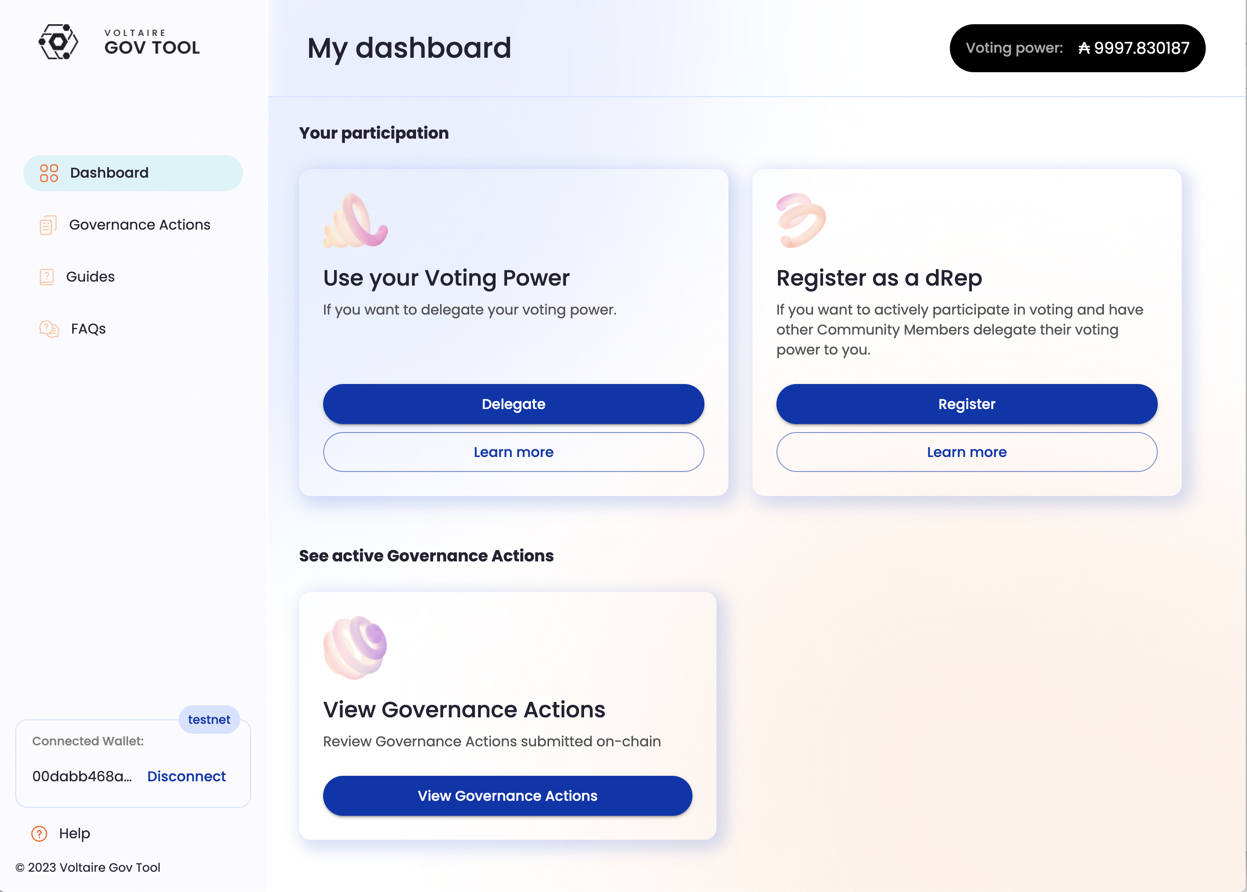 VOLTAIRE
GOV TOOL
My dashboard
Voting power: ₳ 9997.830187
Dashboard
Governance Actions
Guides
FAQs
Your participation
Use your Voting Power
If you want to delegate your voting power.
Delegate
Learn more
Register as a dRep
If you want to actively participate in voting and have
other Community Members delegate their voting
power to you.
Register
Learn more
See active Governance Actions
View Governance Actions
Review Governance Actions submitted on-chain
View Governance Actions
testnet
Connected Wallet:
00dabb468a... Disconnect
Help
© 2023 Voltaire Gov Tool